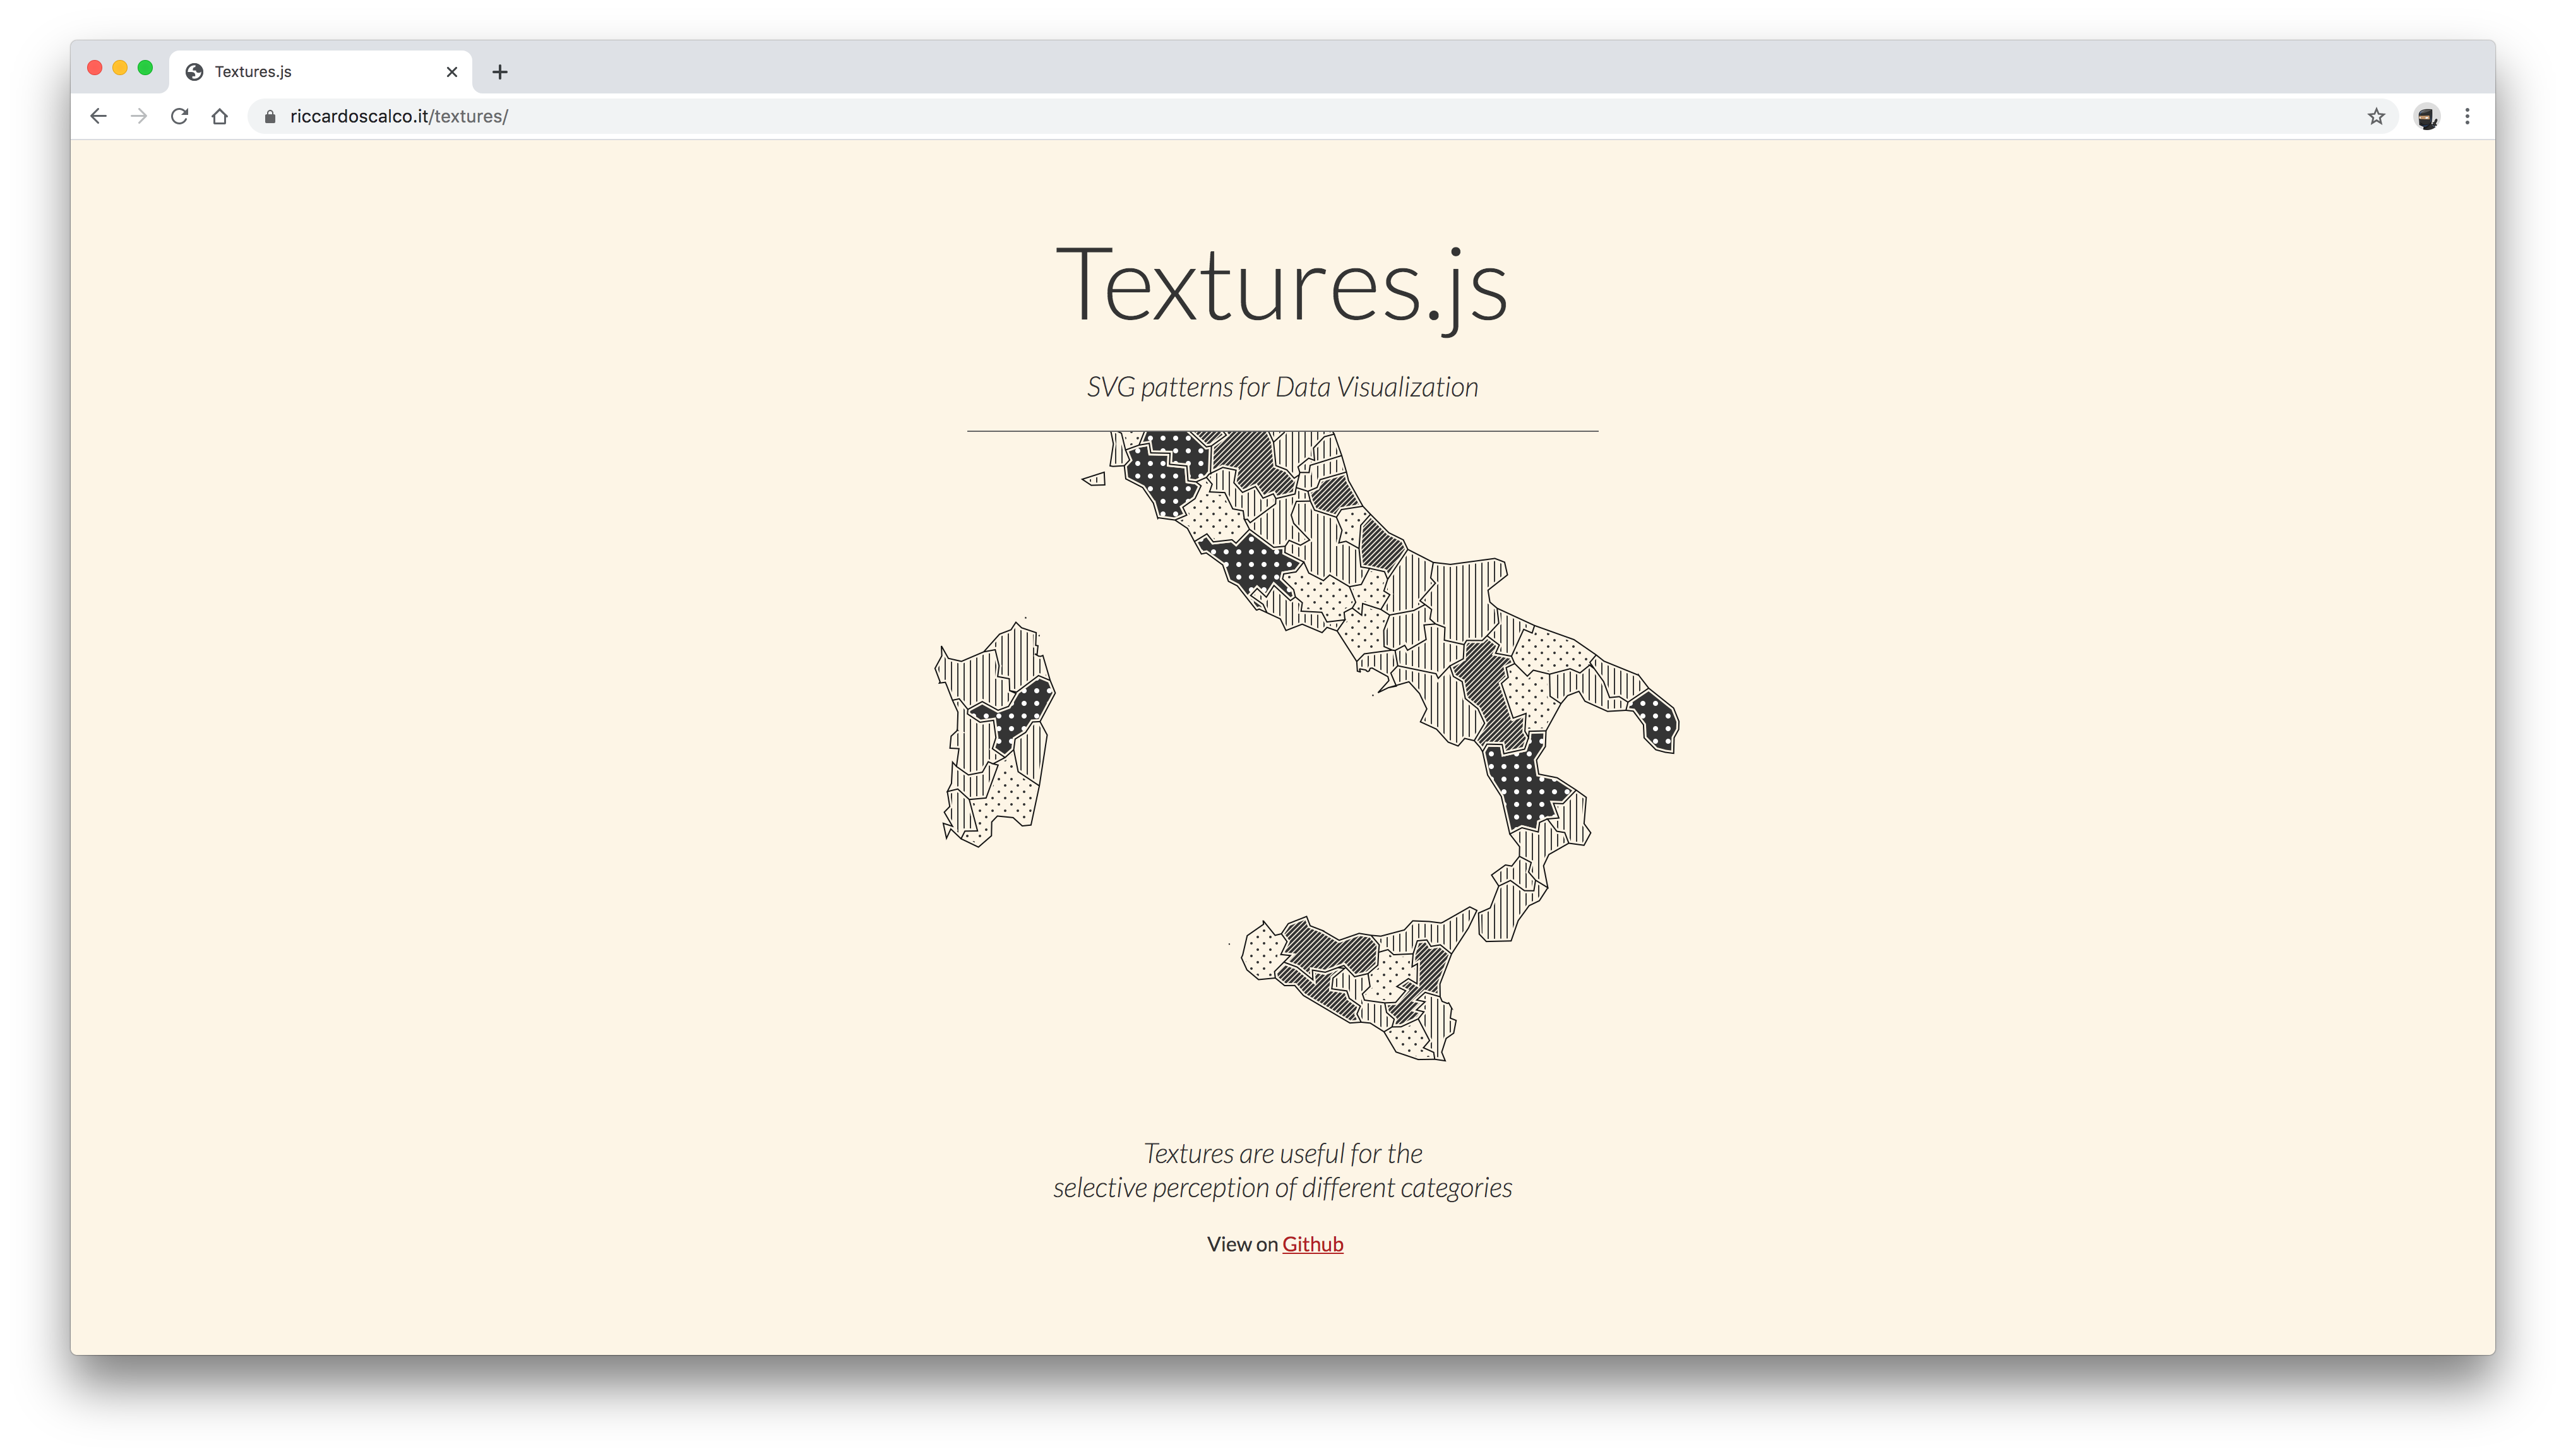 Textures.js
riccardoscalco.it/textures/
Textures.js
SVG patterns for Data Visualization
Textures are useful for the
selective perception of different categories
View on Github